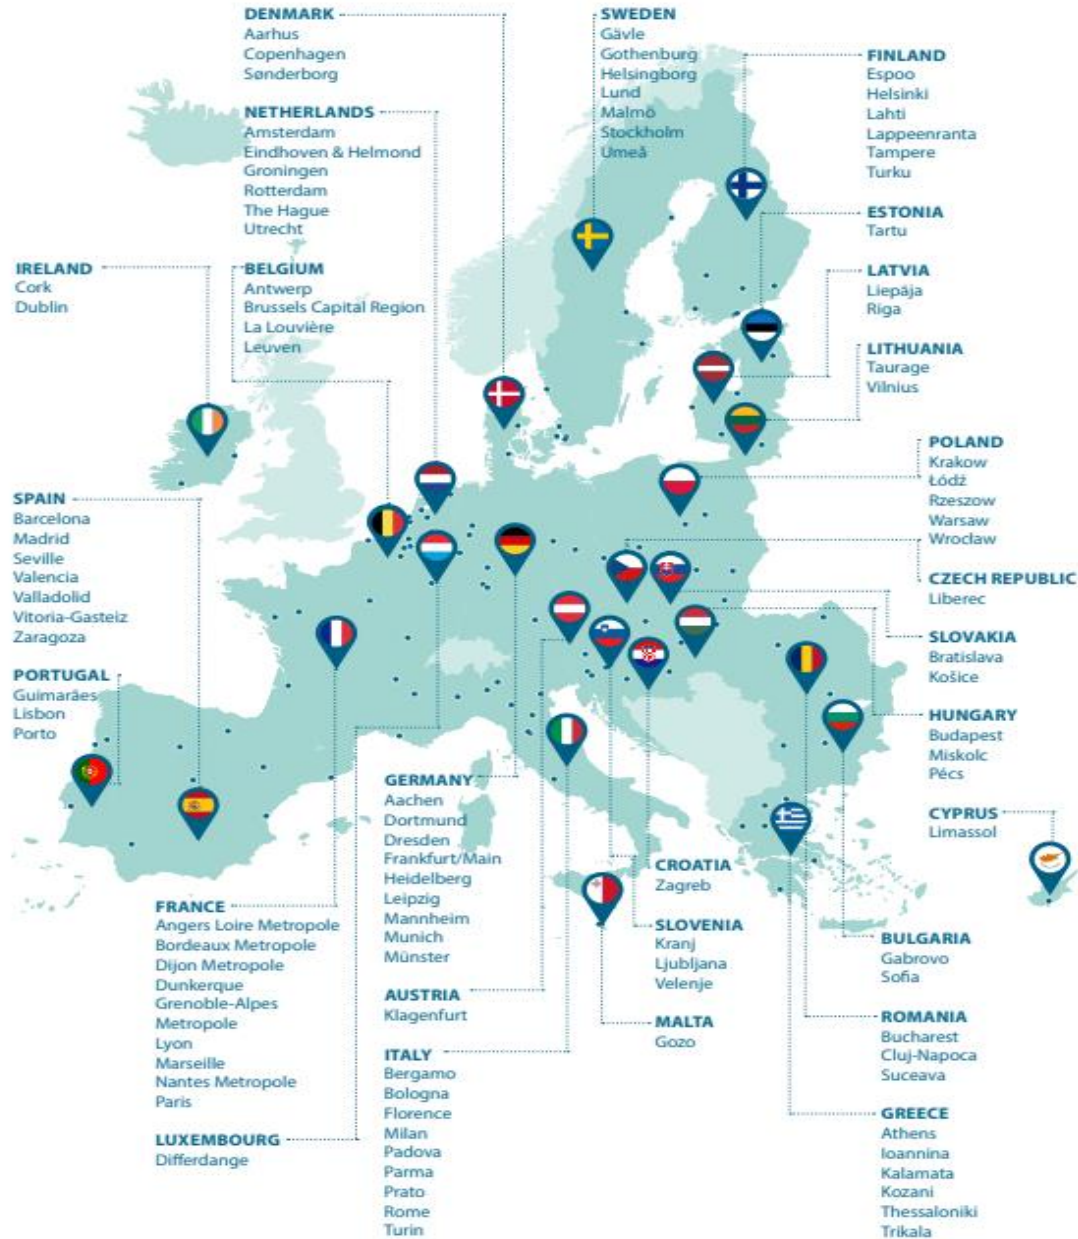 DENMARK
Aarhus
Copenhagen
Sønderborg
SWEDEN
Gävle
Gothenburg
Helsingborg
Lund
Malmö
Stockholm
Umeå
FINLAND
Espoo
Helsinki
Lahti
Lappeenranta
Tampere
Turku
NETHERLANDS
Amsterdam
Eindhoven & Helmond
Groningen
Rotterdam
The Hague
Utrecht
ESTONIA
Tartu
IRELAND
Cork
Dublin
BELGIUM
Antwerp
Brussels Capital Region
La Louvière
Leuven
LATVIA
Liepāja
Riga
LITHUANIA
Taurage
Vilnius
POLAND
Krakow
Łódź
Rzeszow
Warsaw
Wrocław
SPAIN
Barcelona
Madrid
Seville
Valencia
Valladolid
Vitoria-Gasteiz
Zaragoza
CZECH REPUBLIC
Liberec
SLOVAKIA
Bratislava
Košice
PORTUGAL
Guimarães
Lisbon
Porto
HUNGARY
Budapest
Miskolc
Pécs
GERMANY
Aachen
Dortmund
Dresden
Frankfurt/Main
Heidelberg
Leipzig
Mannheim
Munich
Münster
CYPRUS
Limassol
CROATIA
Zagreb
FRANCE
Angers Loire Metropole
Bordeaux Metropole
Dijon Metropole
Dunkerque
Grenoble-Alpes
Metropole
Lyon
Marseille
Nantes Metropole
Paris
SLOVENIA
Kranj
Ljubljana
Velenje
BULGARIA
Gabrovo
Sofia
AUSTRIA
Klagenfurt
MALTA
Gozo
ROMANIA
Bucharest
Cluj-Napoca
Suceava
ITALY
Bergamo
Bologna
Florence
Milan
Padova
Parma
Prato
Rome
Turin
LUXEMBOURG
Differdange
GREECE
Athens
Ioannina
Kalamata
Kozani
Thessaloniki
Trikala